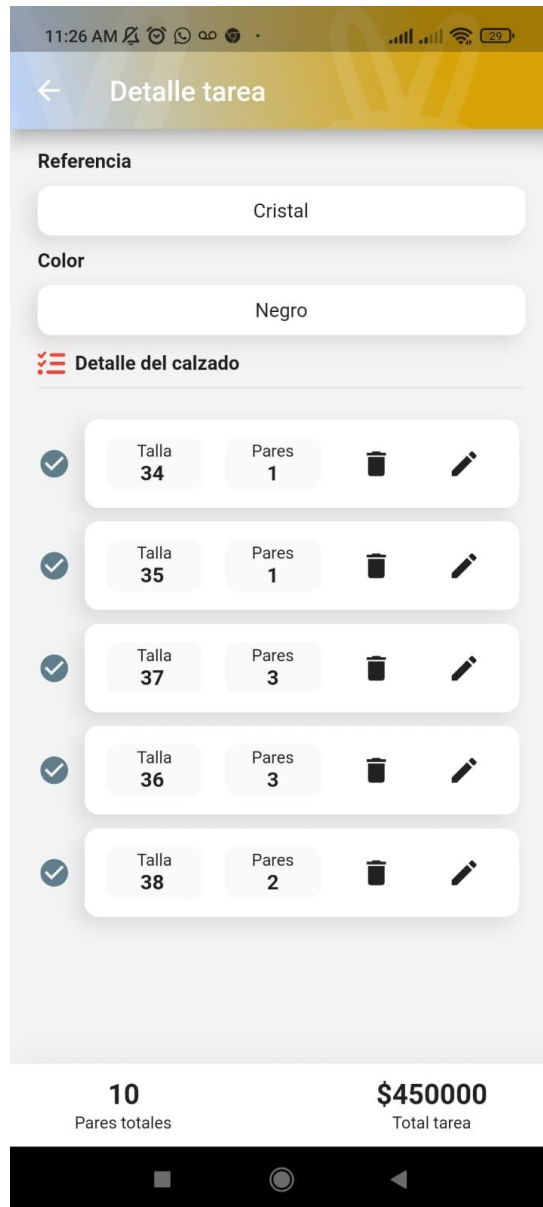 11:26 AM
29
Detalle tarea
Referencia
Cristal
Color
Negro
Detalle del calzado
Talla Pares
34 1
Talla Pares
35 1
Talla Pares
37 3
Talla Pares
36 3
Talla Pares
38 2
10 $450000
Pares totales Total tarea